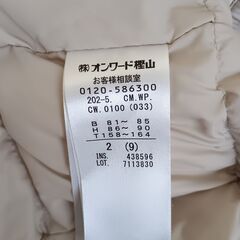 ㈱オンワード樫山
お客様相談室
0120-586300
202-5. CM.WP.
CW.0100 (033)
B 81~ 85
H 86~ 90
T158~164
2 (9)
INS. 438596
LOT. 7113830